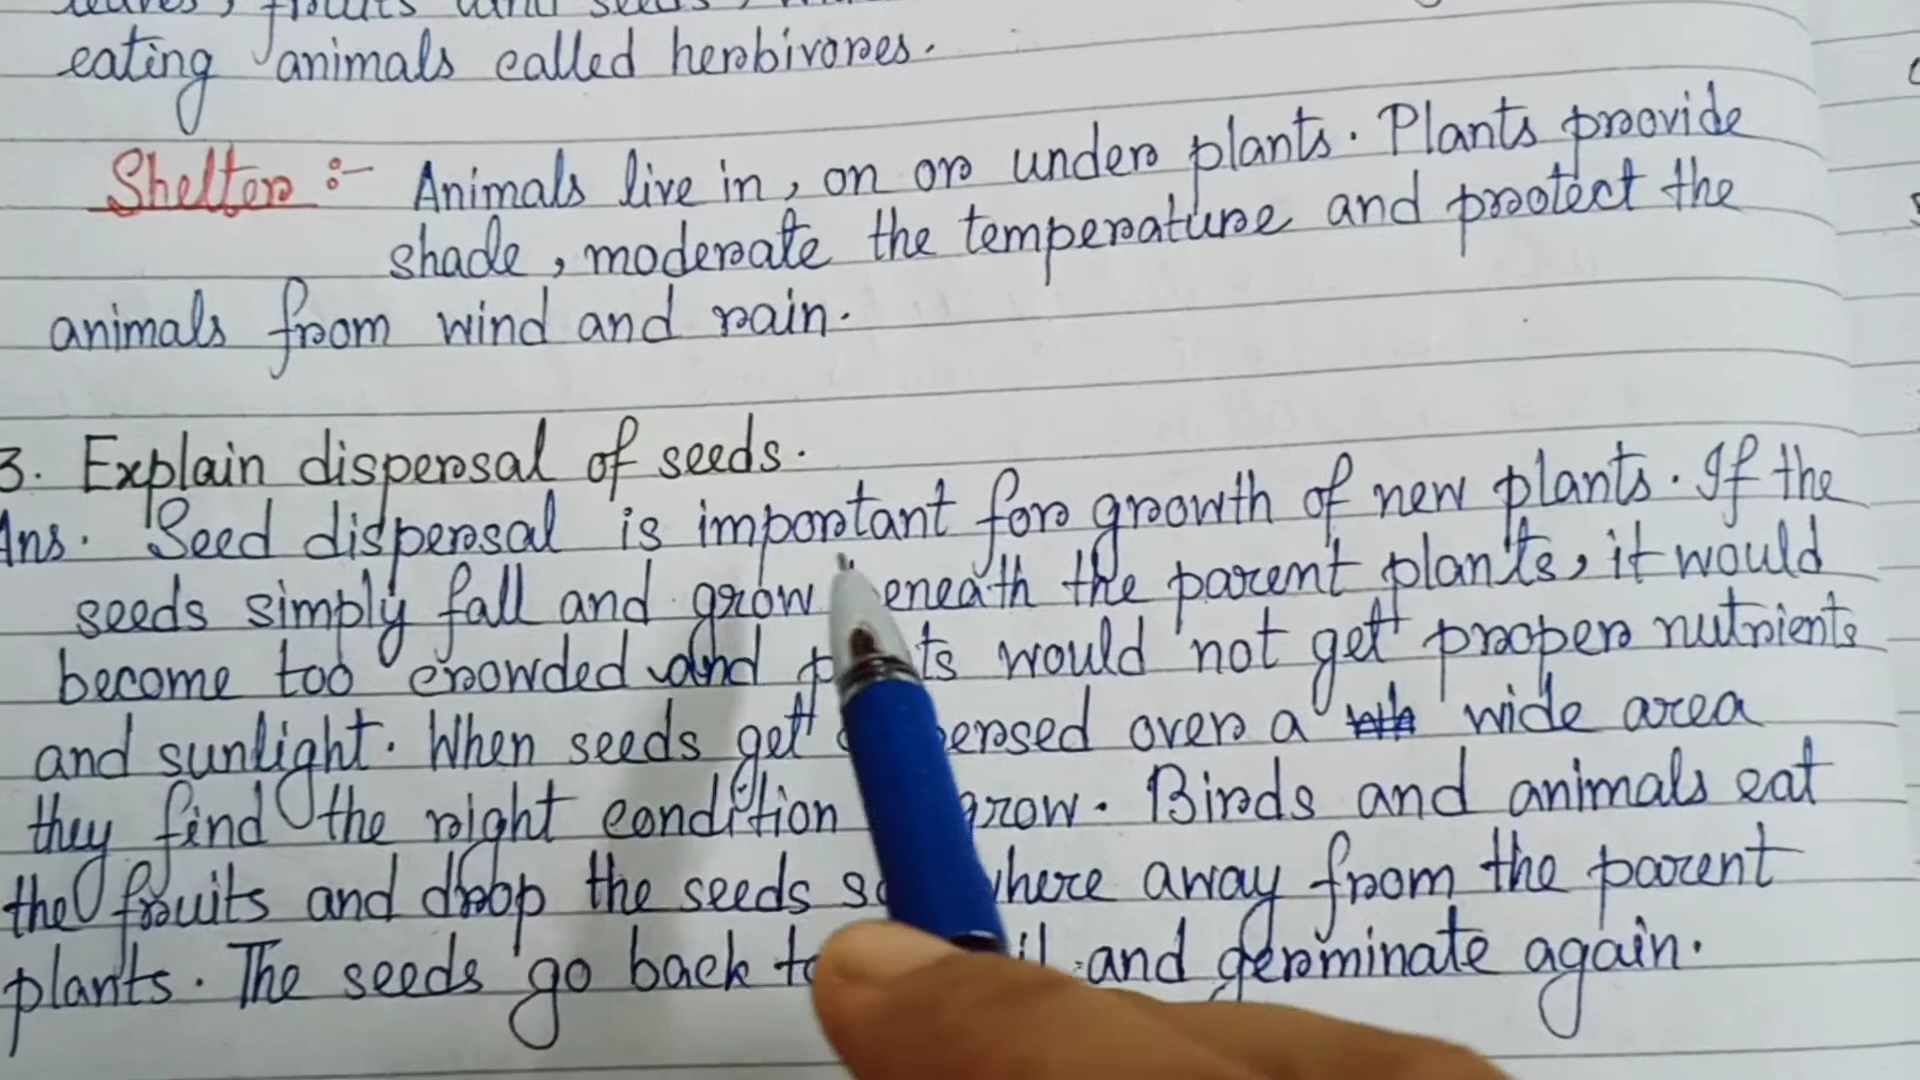 eating animals called herbivores.
Shelter :- Animals live in, on or under plants. Plants provide
shade, moderate the temperature and protect the
animals from wind and rain.
3. Explain dispersal of seeds.
Ans. Seed dispersal is important for growth of new plants. If the
seeds simply fall and grow eneath the parent plants, it would
become too crowded and ts would not get proper nutrients
and sunlight. When seeds get ersed over a wide area
they find the right condition grow. Birds and animals eat
the fruits and drop the seeds so here away from the parent
plants. The seeds go back to il and germinate again.